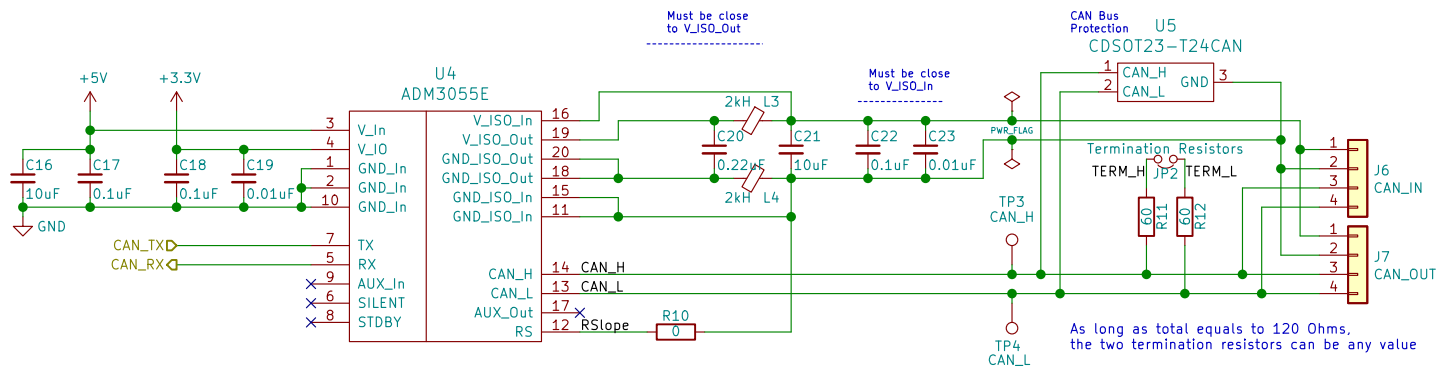 Must be close
to V_ISO_Out
CAN Bus
Protection
U5
CDSOT23-T24CAN
1 CAN_H
2 CAN_L
GND 3
Must be close
to V_ISO_In
+5V
+3.3V
U4
ADM3055E
3 V_In
4 V_IO
1 GND_In
2 GND_In
10 GND_In
7 TX
5 RX
9 AUX_In
6 SILENT
8 STDBY
V_ISO_In 16
V_ISO_Out 19
GND_ISO_Out 20
GND_ISO_Out 18
GND_ISO_In 15
GND_ISO_In 11
CAN_H 14
CAN_L 13
AUX_Out 17
RS 12
C16
10uF
C17
0.1uF
C18
0.1uF
C19
0.01uF
GND
CAN_TX
CAN_RX
2kH L3
C20
0.22uF
C21
10uF
2kH L4
C22
0.1uF
C23
0.01uF
PWR_FLAG
Termination Resistors
TERM_H
JP2
TERM_L
60
R11
60
R12
TP3
CAN_H
CAN_H
CAN_L
RSlope
R10
0
TP4
CAN_L
1
2
3
4
J6
CAN_IN
1
2
3
4
J7
CAN_OUT
As long as total equals to 120 Ohms,
the two termination resistors can be any value